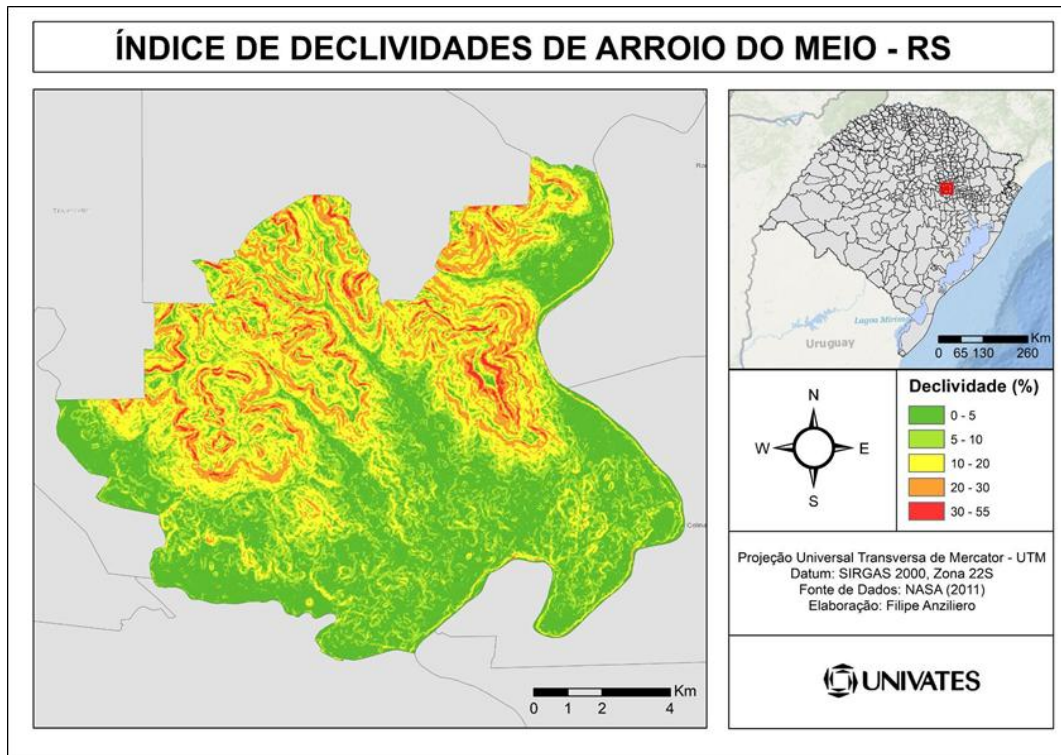 ÍNDICE DE DECLIVIDADES DE ARROIO DO MEIO - RS
Km
0 1 2 4
Uruguay
Lagoa Mirim
Km
0 65 130 260
N
W E
S
Declividade (%)
0 - 5
5 - 10
10 - 20
20 - 30
30 - 55
Projeção Universal Transversa de Mercator - UTM
Datum: SIRGAS 2000, Zona 22S
Fonte de Dados: NASA (2011)
Elaboração: Filipe Anziliero
UNIVATES